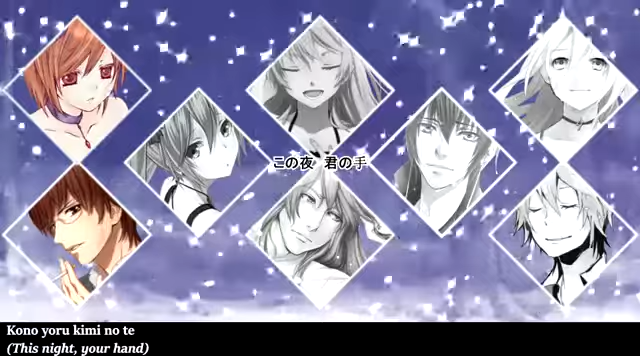 この夜 君の手
Kono yoru kimi no te
(This night, your hand)